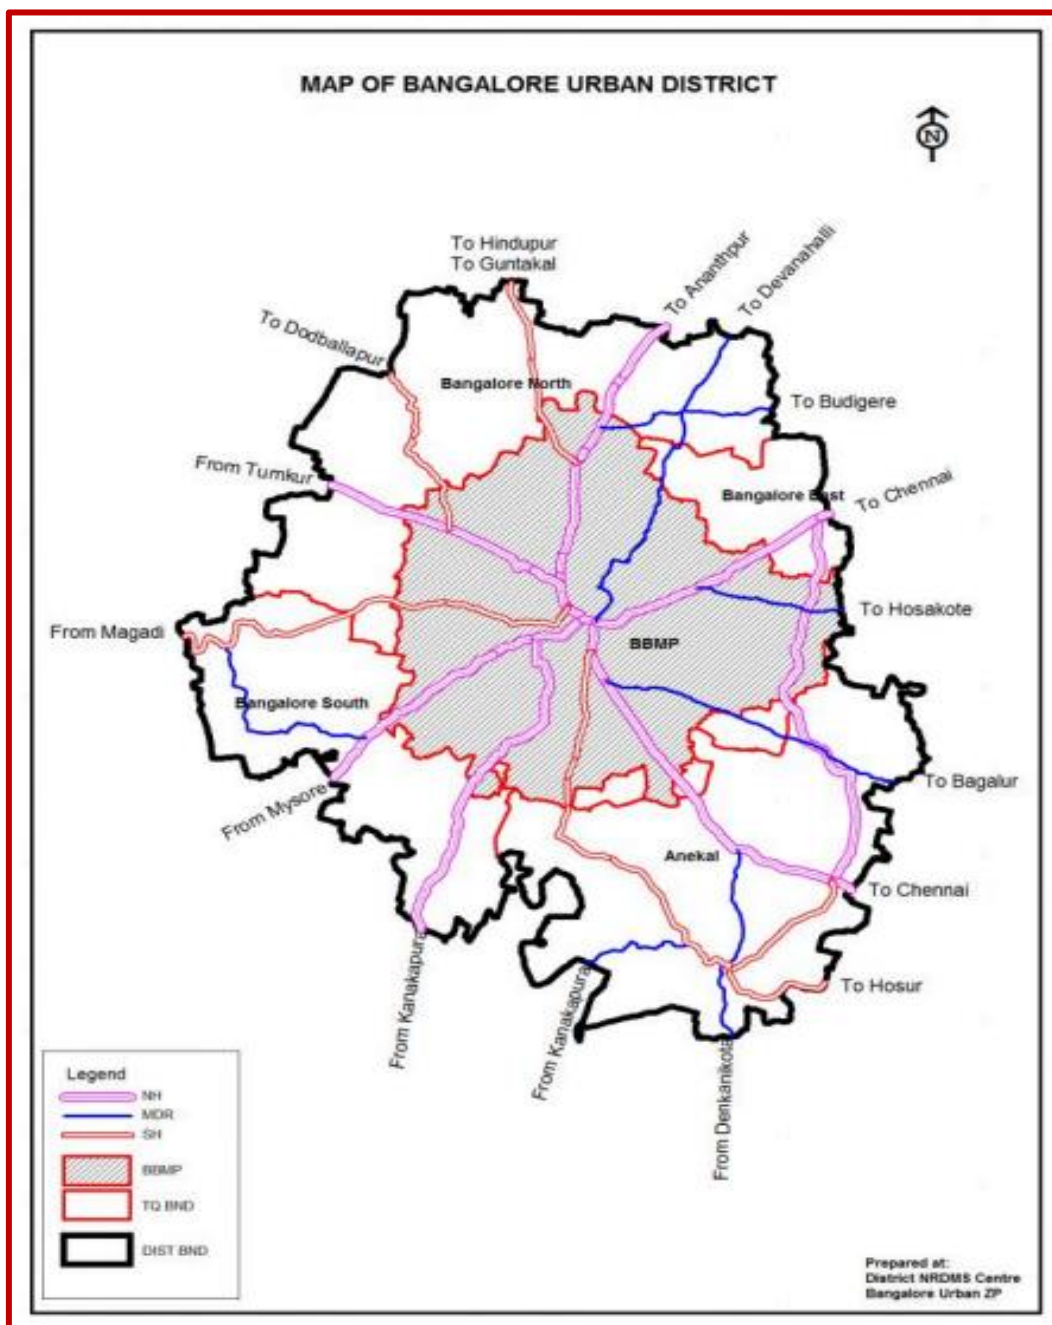 MAP OF BANGALORE URBAN DISTRICT
N
To Hindupur
To Guntakal
To Ananthpur
To Devanahalli
To Dodballapur
Bangalore North
To Budigere
From Tumkur
Bangalore East
To Chennai
From Magadi
To Hosakote
BBMP
Bangalore South
From Mysore
To Bagalur
Anekal
To Chennai
From Kanakapura
From Kanakapura
To Hosur
From Denkanikota
Legend
NH
MDR
SH
BBMP
TQ BND
DIST BND
Prepared at:
District NRDMS Centre
Bangalore Urban ZP